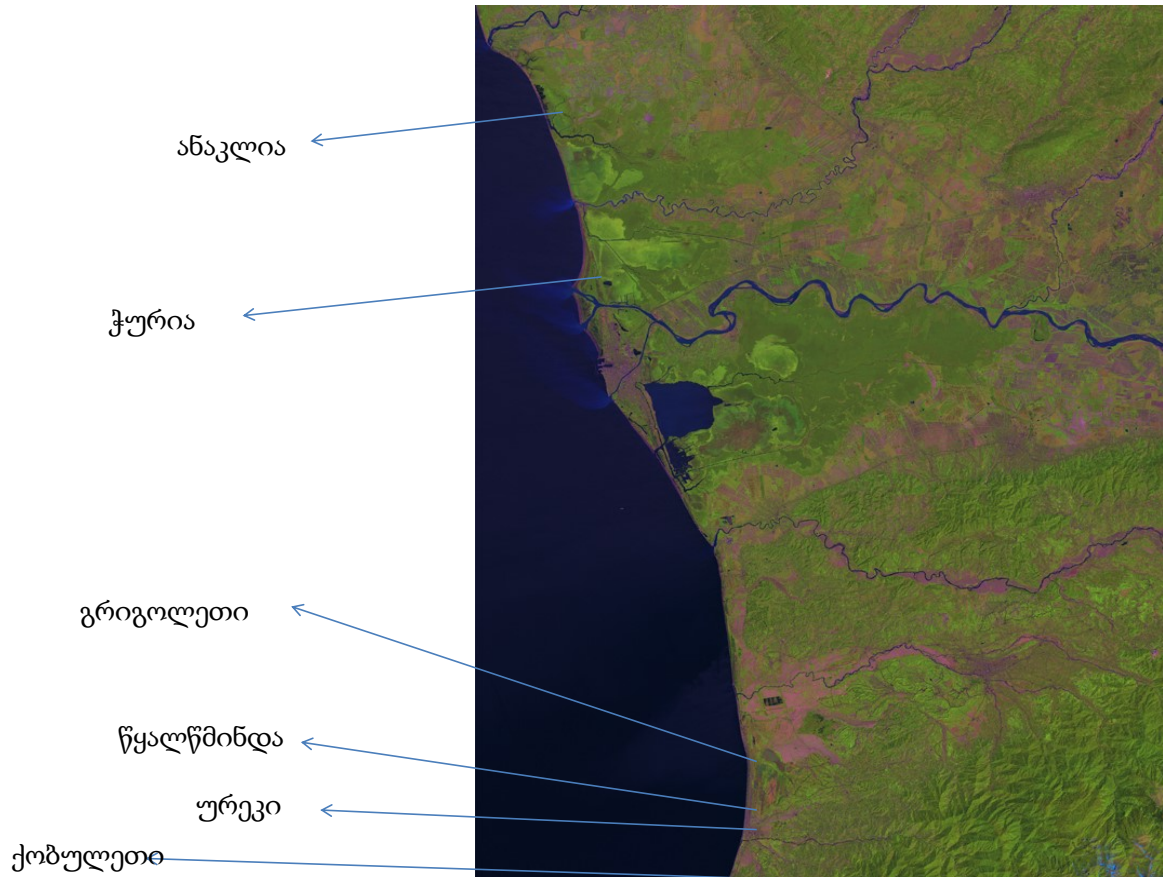 ანაკლია
ჭურია
გრიგოლეთი
წყალწმინდა
ურეკი
ქობულეთი